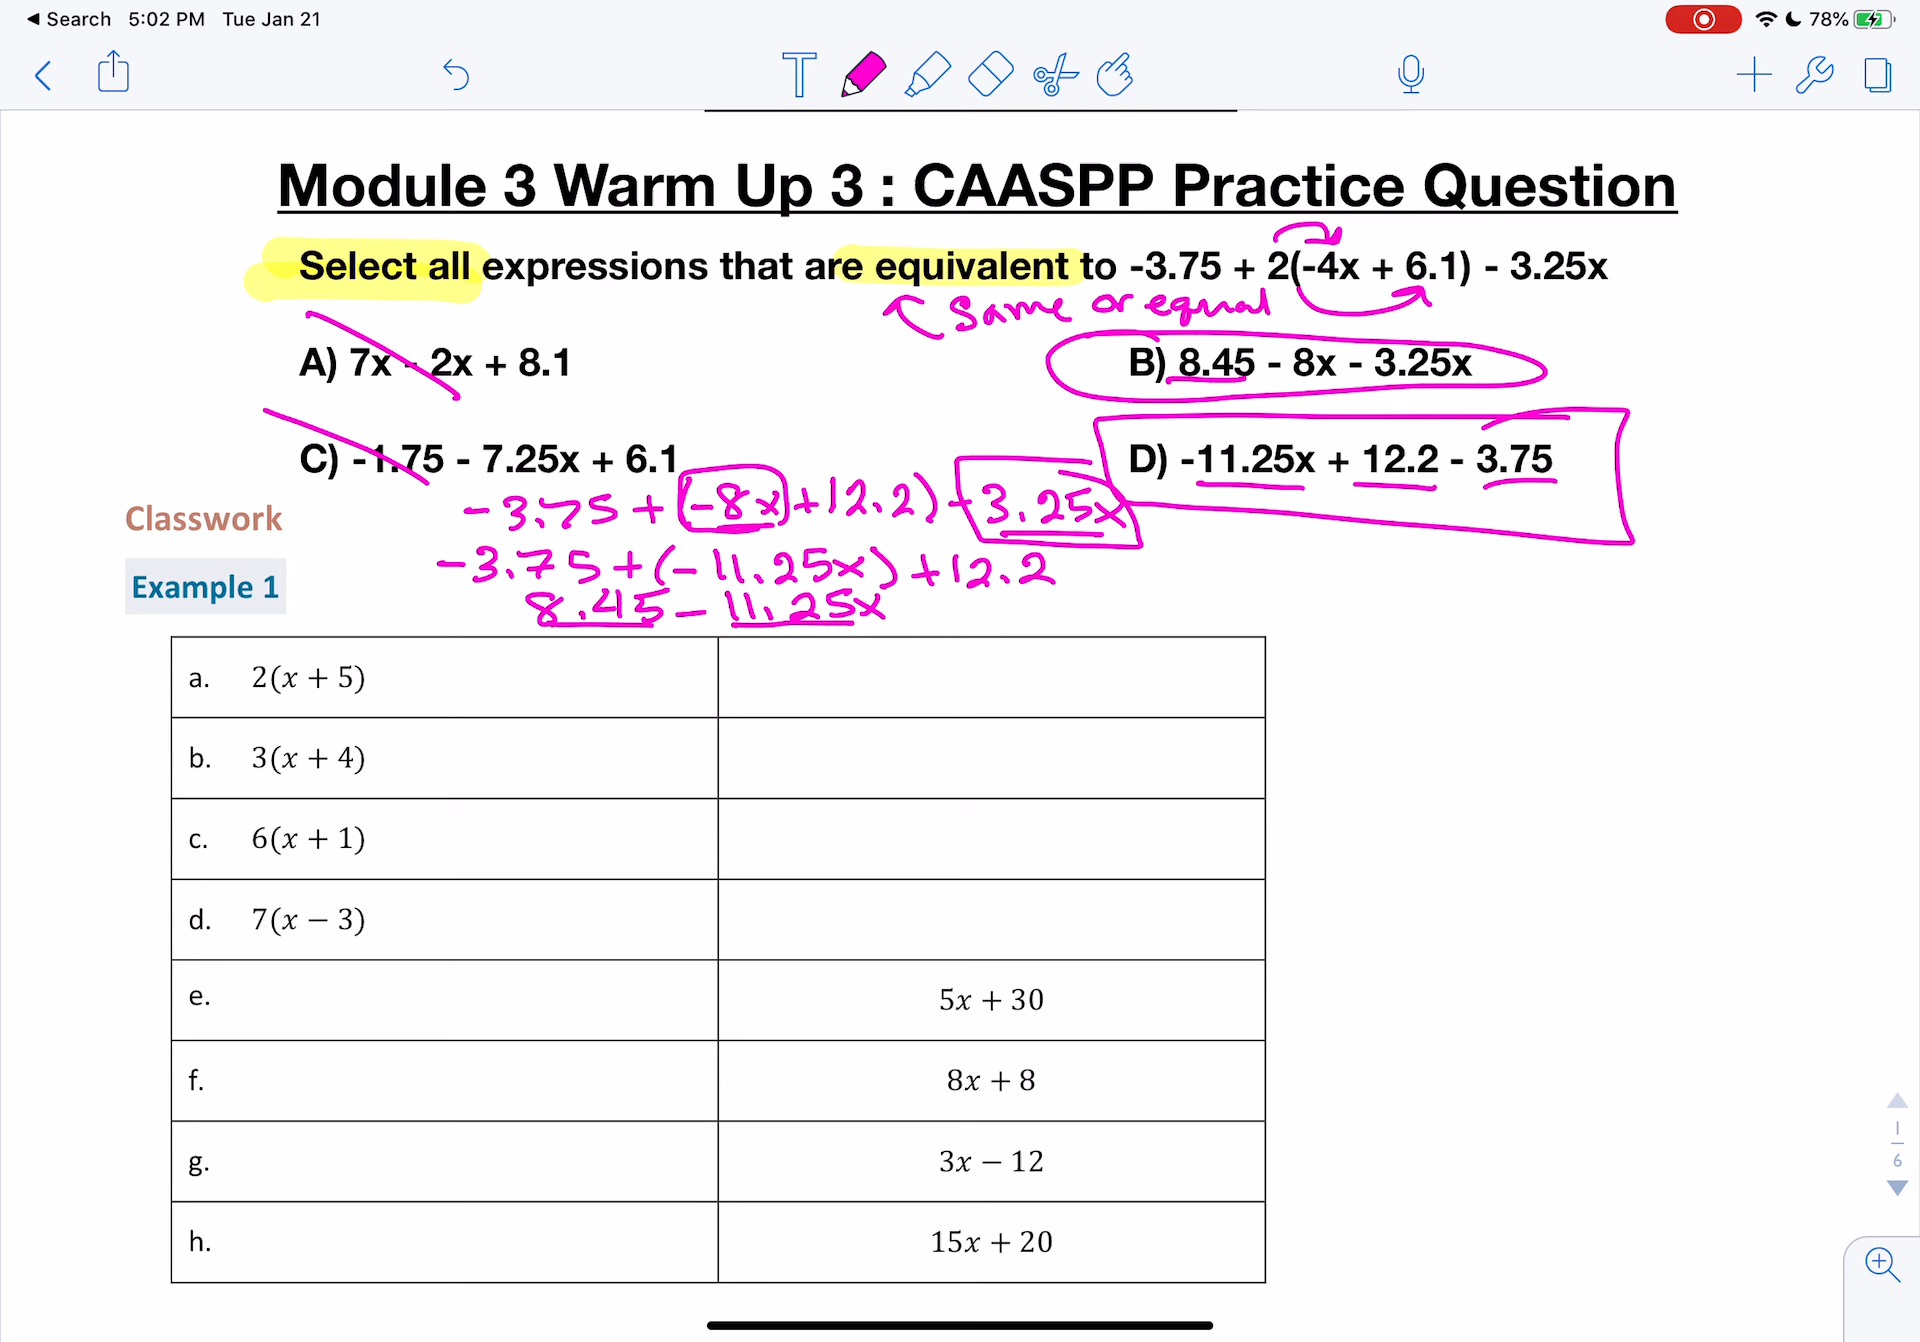 Search 5:02 PM Tue Jan 21 78%
Module 3 Warm Up 3 : CAASPP Practice Question
Select all expressions that are equivalent to -3.75 + 2(-4x + 6.1) - 3.25x
Same or equal
A) 7x - 2x + 8.1 B) 8.45 - 8x - 3.25x
C) -1.75 - 7.25x + 6.1 D) -11.25x + 12.2 - 3.75
-3.75 + (-8x + 12.2) - 3.25x
Classwork
-3.75 + (-11.25x) + 12.2
Example 1
8.45 - 11.25x
a. 2(x + 5)
b. 3(x + 4)
c. 6(x + 1)
d. 7(x − 3)
e. 5x + 30
f. 8x + 8
g. 3x − 12
h. 15x + 20
1
6